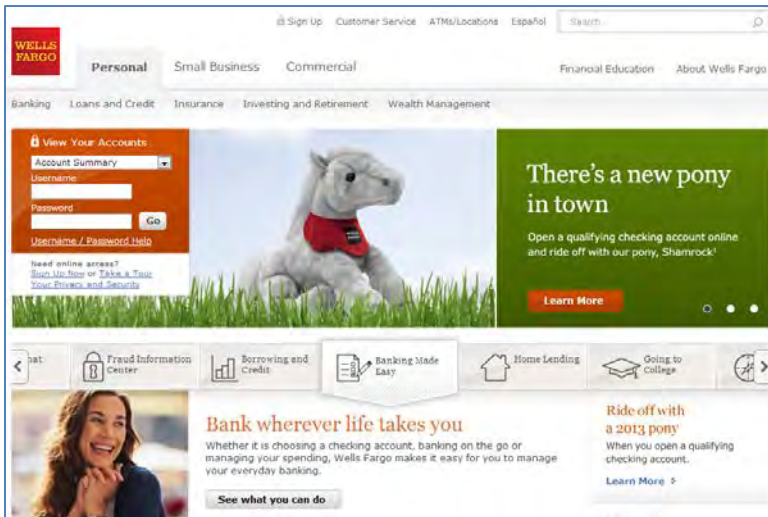 Sign Up Customer Service ATMs/Locations Español Search
WELLS
FARGO
Personal Small Business Commercial Financial Education About Wells Fargo
Banking Loans and Credit Insurance Investing and Retirement Wealth Management
View Your Accounts
Account Summary
Username
Password
Go
Username / Password Help
Need online access?
Sign Up Now or Take a Tour
Your Privacy and Security
There's a new pony
in town
Open a qualifying checking account online
and ride off with our pony, Shamrock¹
Learn More
Fraud Information
Center
Borrowing and
Credit
Banking Made
Easy
Home Lending
Going to
College
Bank wherever life takes you
Whether it is choosing a checking account, banking on the go or
managing your spending, Wells Fargo makes it easy for you to manage
your everyday banking.
See what you can do
Ride off with
a 2013 pony
When you open a qualifying
checking account.
Learn More